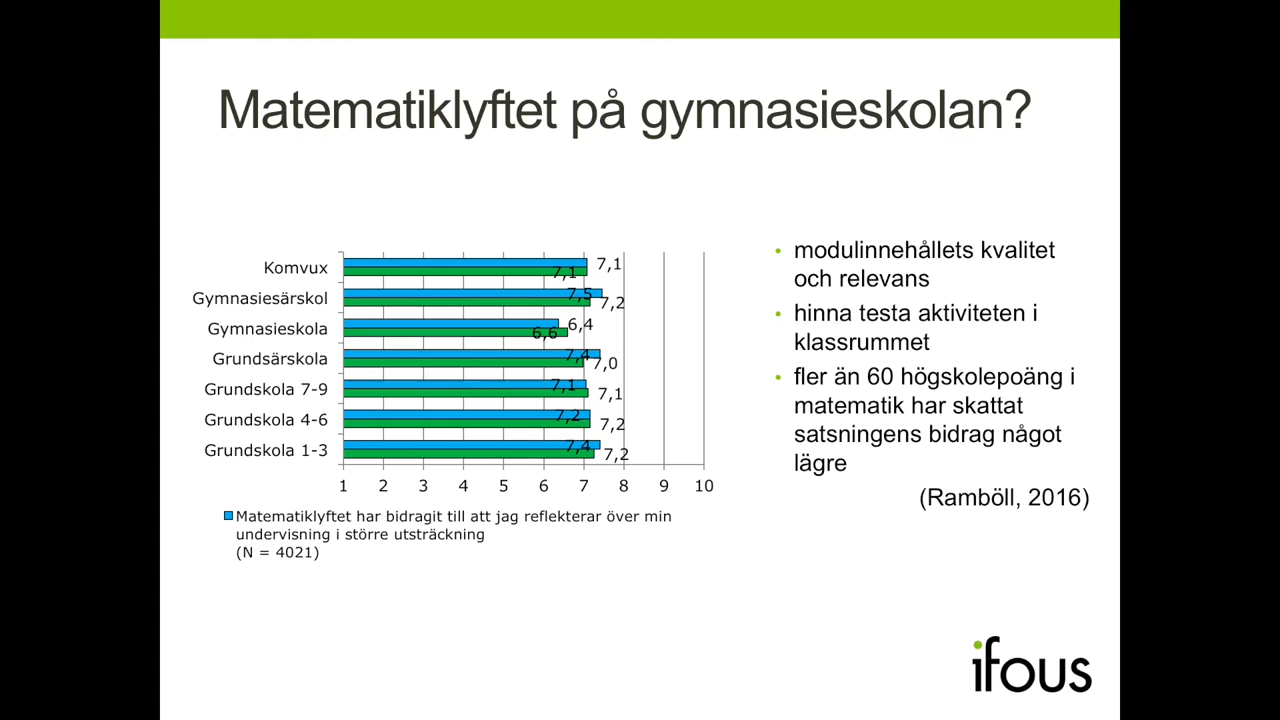 Matematiklyftet på gymnasieskolan?
Komvux
7,1
7,1
Gymnasiesärskol
7,5
7,2
Gymnasieskola
6,4
6,6
Grundsärskola
7,4
7,0
Grundskola 7-9
7,1
7,1
Grundskola 4-6
7,2
7,2
Grundskola 1-3
7,4
7,2
1 2 3 4 5 6 7 8 9 10
Matematiklyftet har bidragit till att jag reflekterar över min
undervisning i större utsträckning
(N = 4021)
• modulinnehållets kvalitet
och relevans
• hinna testa aktiviteten i
klassrummet
• fler än 60 högskolepoäng i
matematik har skattat
satsningens bidrag något
lägre
(Ramböll, 2016)
ifous